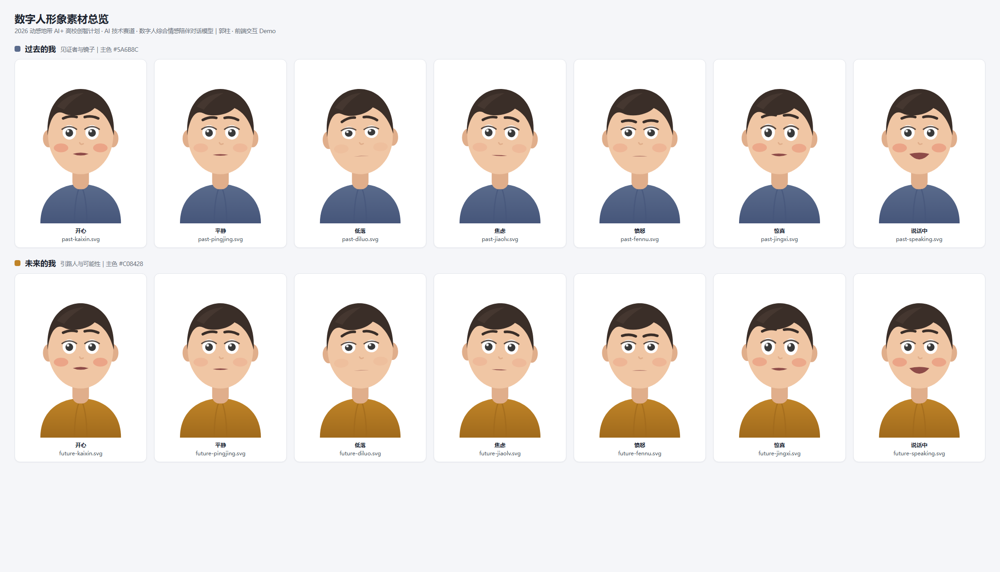 数字人形象素材总览
2026 动感地带 AI+ 高校创智计划 · AI 技术赛道 · 数字人综合情感陪伴对话模型 | 郭柱 · 前端交互 Demo
过去的我 见证者与镜子 | 主色 #5A6B8C
开心 平静 低落 焦虑 愤怒 惊喜 说话中
past-kaixin.svg past-pingjing.svg past-diluo.svg past-jiaolv.svg past-fennu.svg past-jingxi.svg past-speaking.svg
未来的我 引路人与可能性 | 主色 #C08428
开心 平静 低落 焦虑 愤怒 惊喜 说话中
future-kaixin.svg future-pingjing.svg future-diluo.svg future-jiaolv.svg future-fennu.svg future-jingxi.svg future-speaking.svg